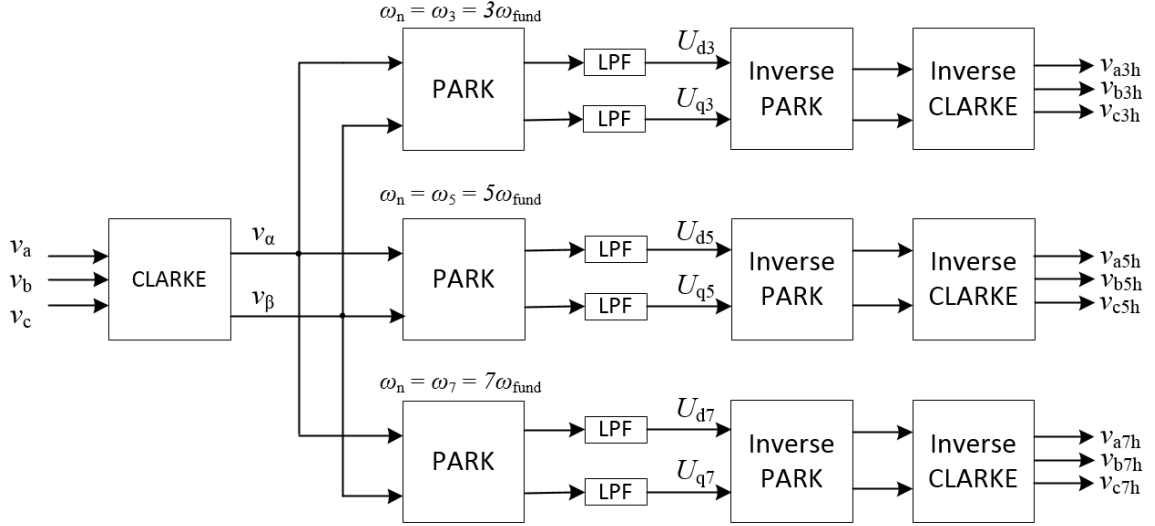 ωn = ω3 = 3ωfund
PARK
LPF
LPF
Ud3
Uq3
Inverse
PARK
Inverse
CLARKE
va3h
vb3h
vc3h
va
vb
vc
CLARKE
vα
vβ
ωn = ω5 = 5ωfund
PARK
LPF
LPF
Ud5
Uq5
Inverse
PARK
Inverse
CLARKE
va5h
vb5h
vc5h
ωn = ω7 = 7ωfund
PARK
LPF
LPF
Ud7
Uq7
Inverse
PARK
Inverse
CLARKE
va7h
vb7h
vc7h